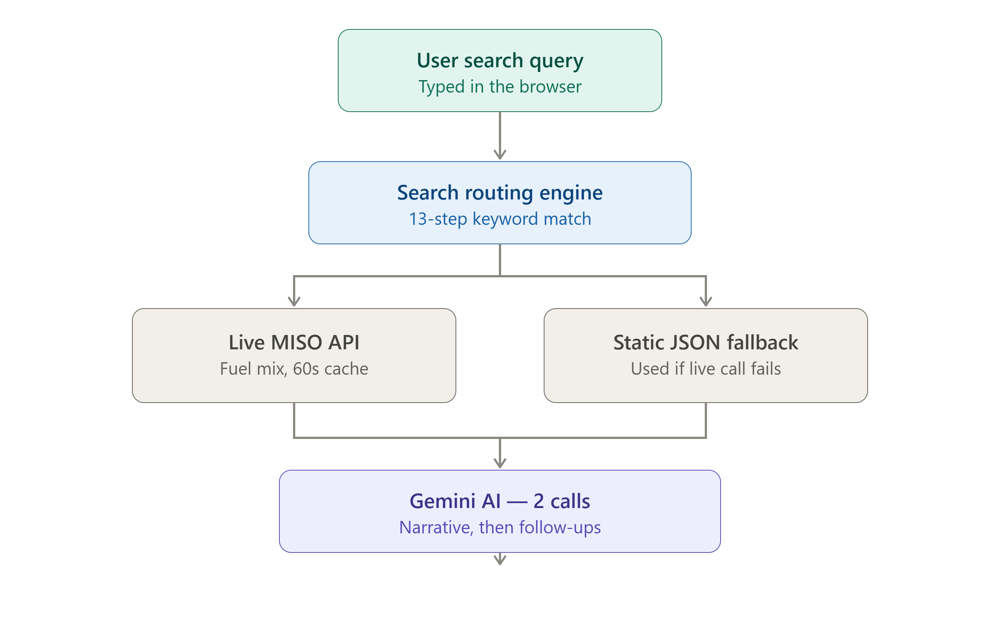 User search query
Typed in the browser
Search routing engine
13-step keyword match
Live MISO API
Fuel mix, 60s cache
Static JSON fallback
Used if live call fails
Gemini AI — 2 calls
Narrative, then follow-ups